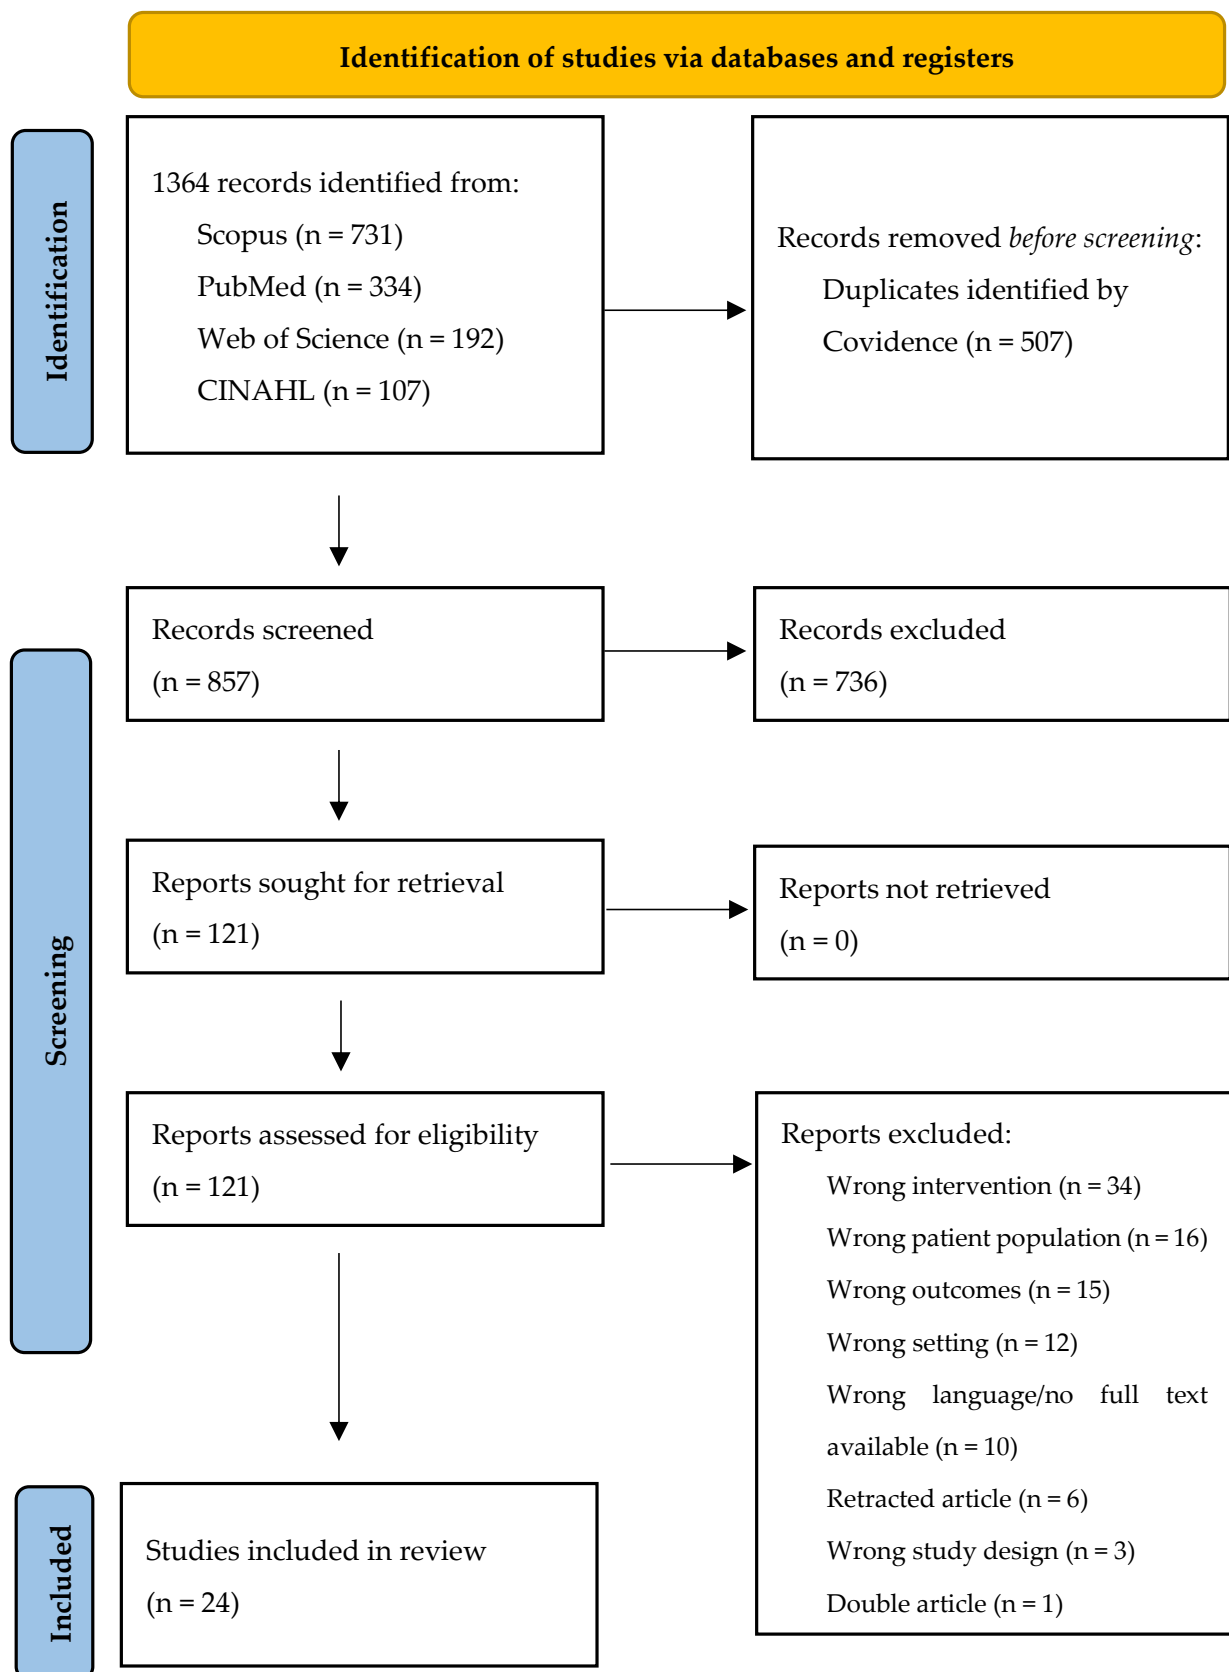 Identification of studies via databases and registers
Identification
1364 records identified from:
Scopus (n = 731)
PubMed (n = 334)
Web of Science (n = 192)
CINAHL (n = 107)
Records removed before screening:
Duplicates identified by
Covidence (n = 507)
Screening
Records screened
(n = 857)
Records excluded
(n = 736)
Reports sought for retrieval
(n = 121)
Reports not retrieved
(n = 0)
Reports assessed for eligibility
(n = 121)
Reports excluded:
Wrong intervention (n = 34)
Wrong patient population (n = 16)
Wrong outcomes (n = 15)
Wrong setting (n = 12)
Wrong language/no full text
available (n = 10)
Retracted article (n = 6)
Wrong study design (n = 3)
Double article (n = 1)
Included
Studies included in review
(n = 24)